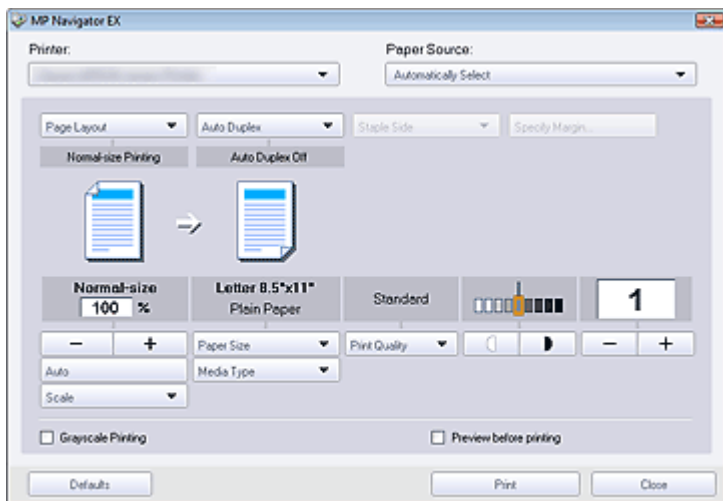 MP Navigator EX
Printer:
Paper Source:
Automatically Select
Page Layout
Auto Duplex
Staple Side
Specify Margin...
Normal-size Printing
Auto Duplex Off
Normal-size
100 %
Letter 8.5"x11"
Plain Paper
Standard
1
− +
Paper Size
Print Quality
− +
Auto
Media Type
Scale
Grayscale Printing
Preview before printing
Defaults
Print
Close